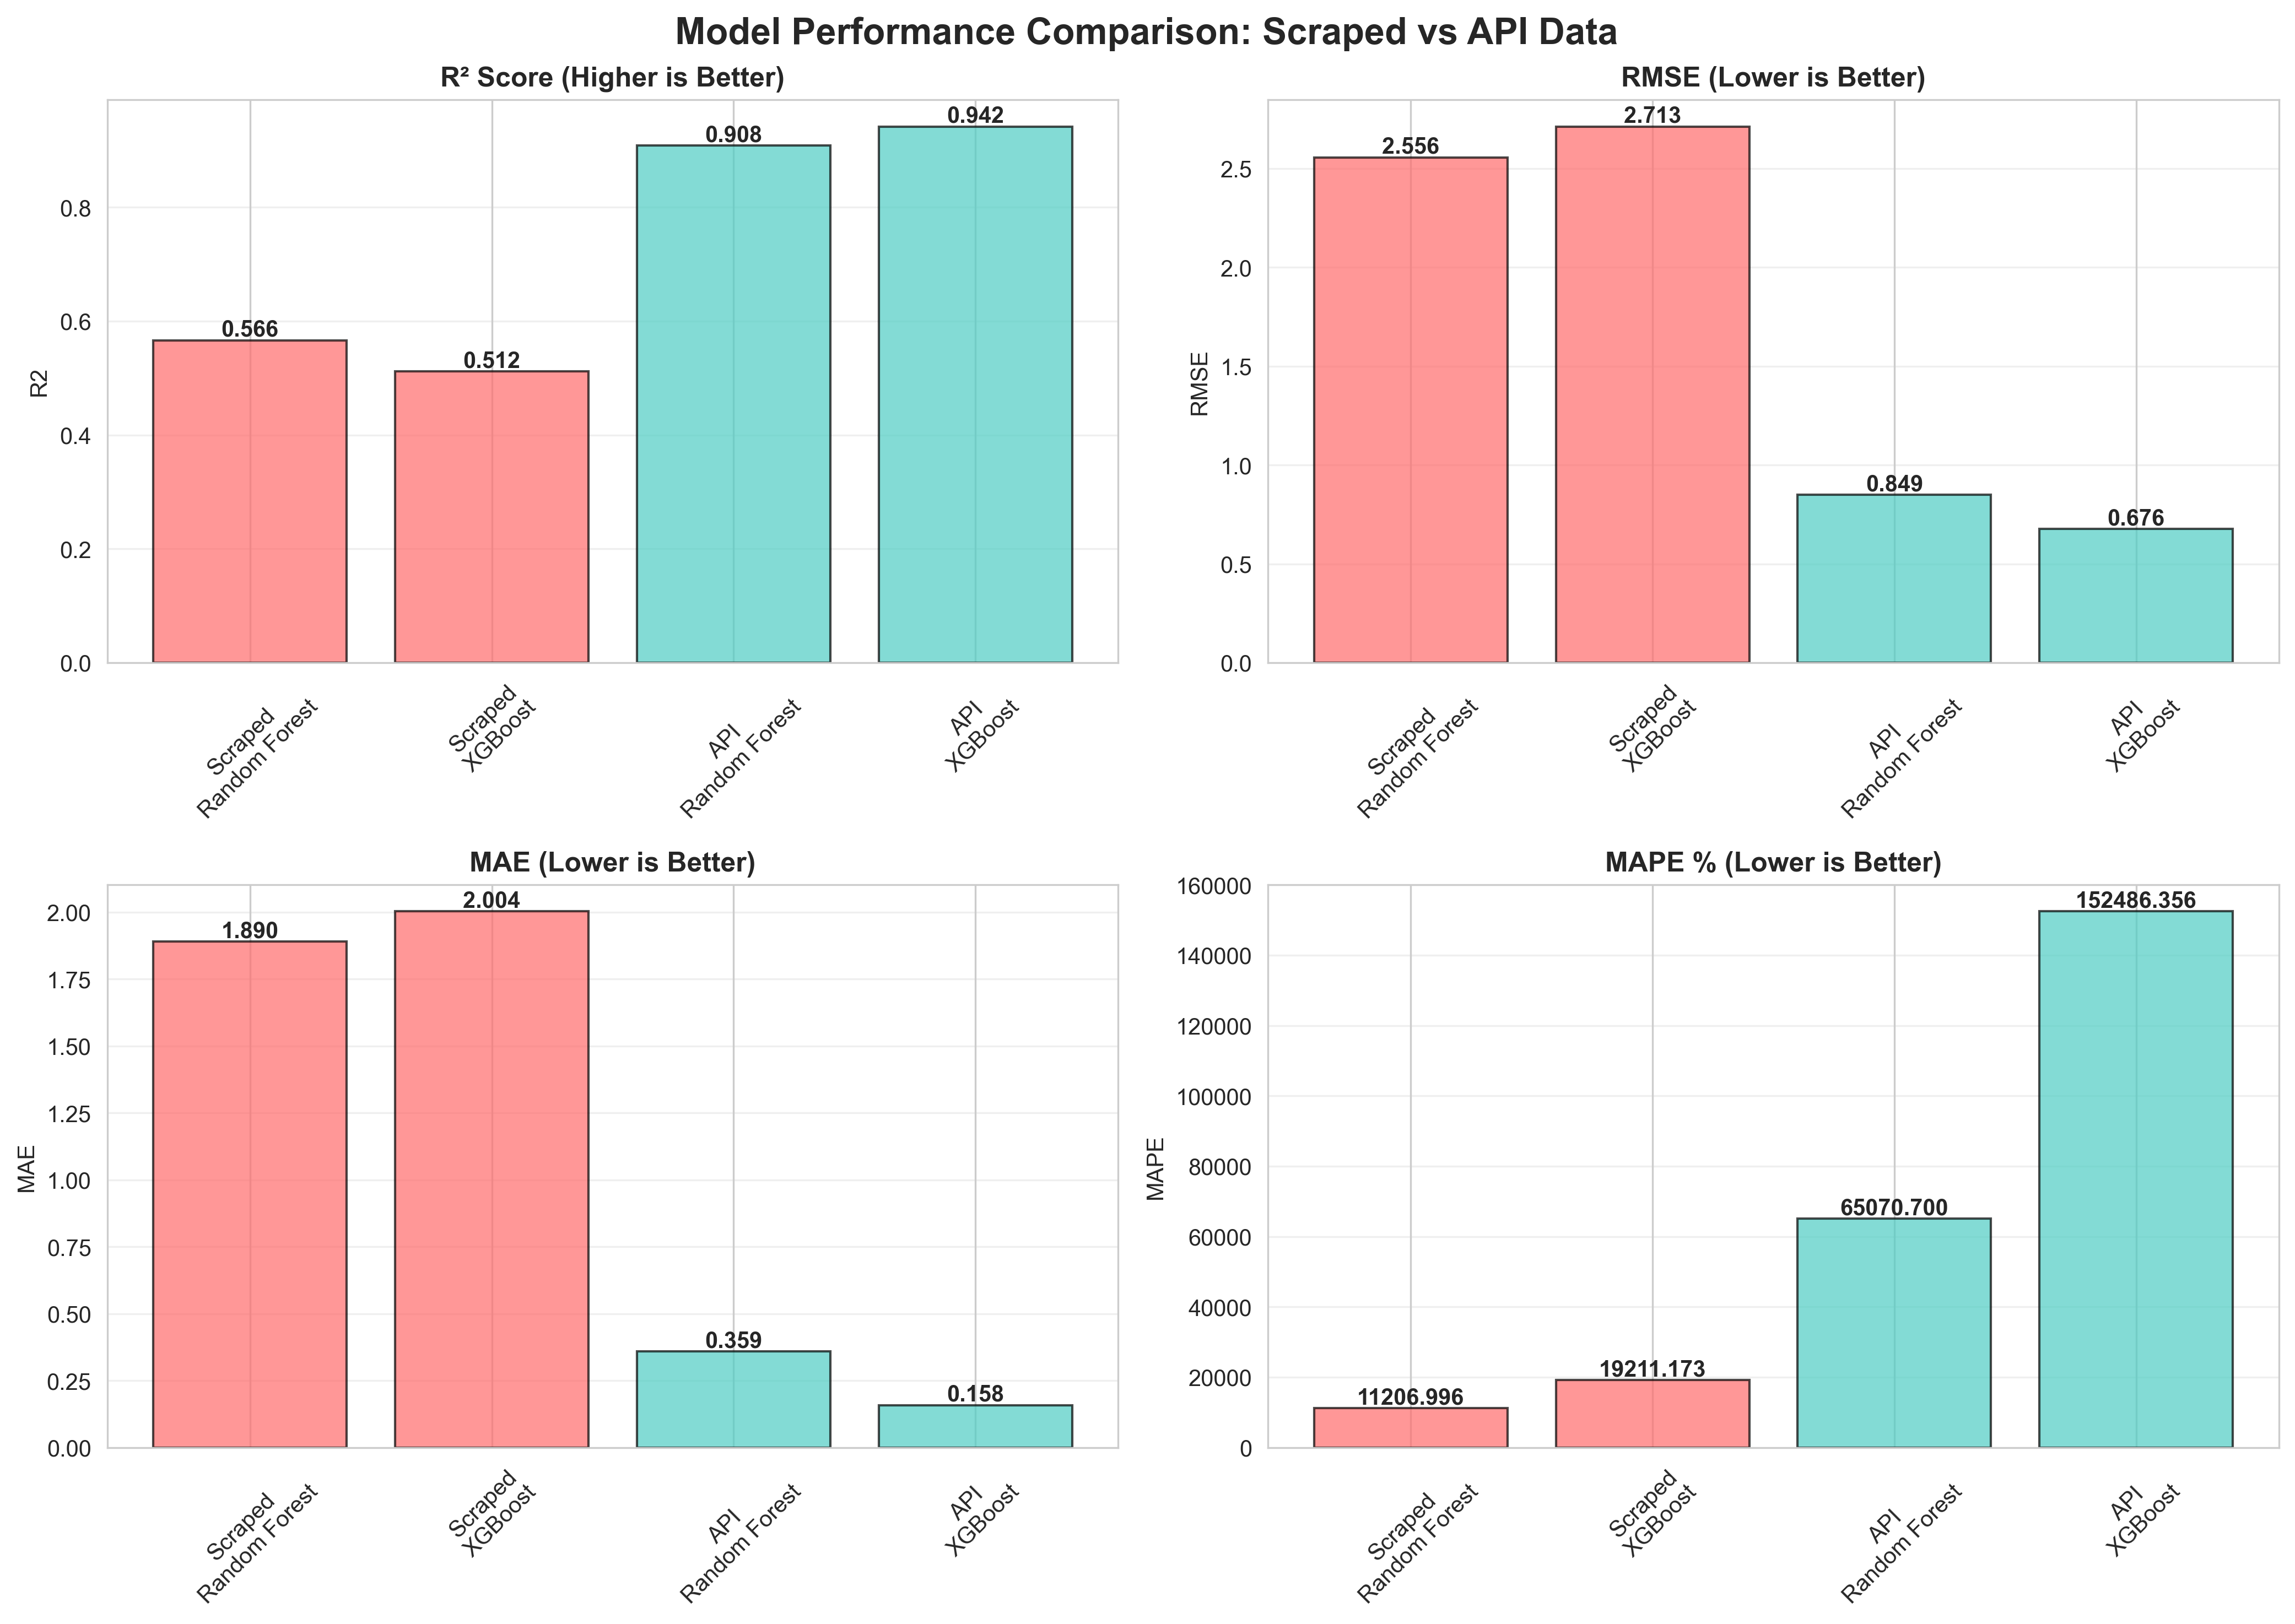 Model Performance Comparison: Scraped vs API Data
R² Score (Higher is Better)
R2
0.8
0.6
0.4
0.2
0.0
0.566
0.512
0.908
0.942
Scraped
Random Forest
Scraped
XGBoost
API
Random Forest
API
XGBoost
RMSE (Lower is Better)
RMSE
2.5
2.0
1.5
1.0
0.5
0.0
2.556
2.713
0.849
0.676
Scraped
Random Forest
Scraped
XGBoost
API
Random Forest
API
XGBoost
MAE (Lower is Better)
MAE
2.00
1.75
1.50
1.25
1.00
0.75
0.50
0.25
0.00
1.890
2.004
0.359
0.158
Scraped
Random Forest
Scraped
XGBoost
API
Random Forest
API
XGBoost
MAPE % (Lower is Better)
MAPE
160000
140000
120000
100000
80000
60000
40000
20000
0
11206.996
19211.173
65070.700
152486.356
Scraped
Random Forest
Scraped
XGBoost
API
Random Forest
API
XGBoost